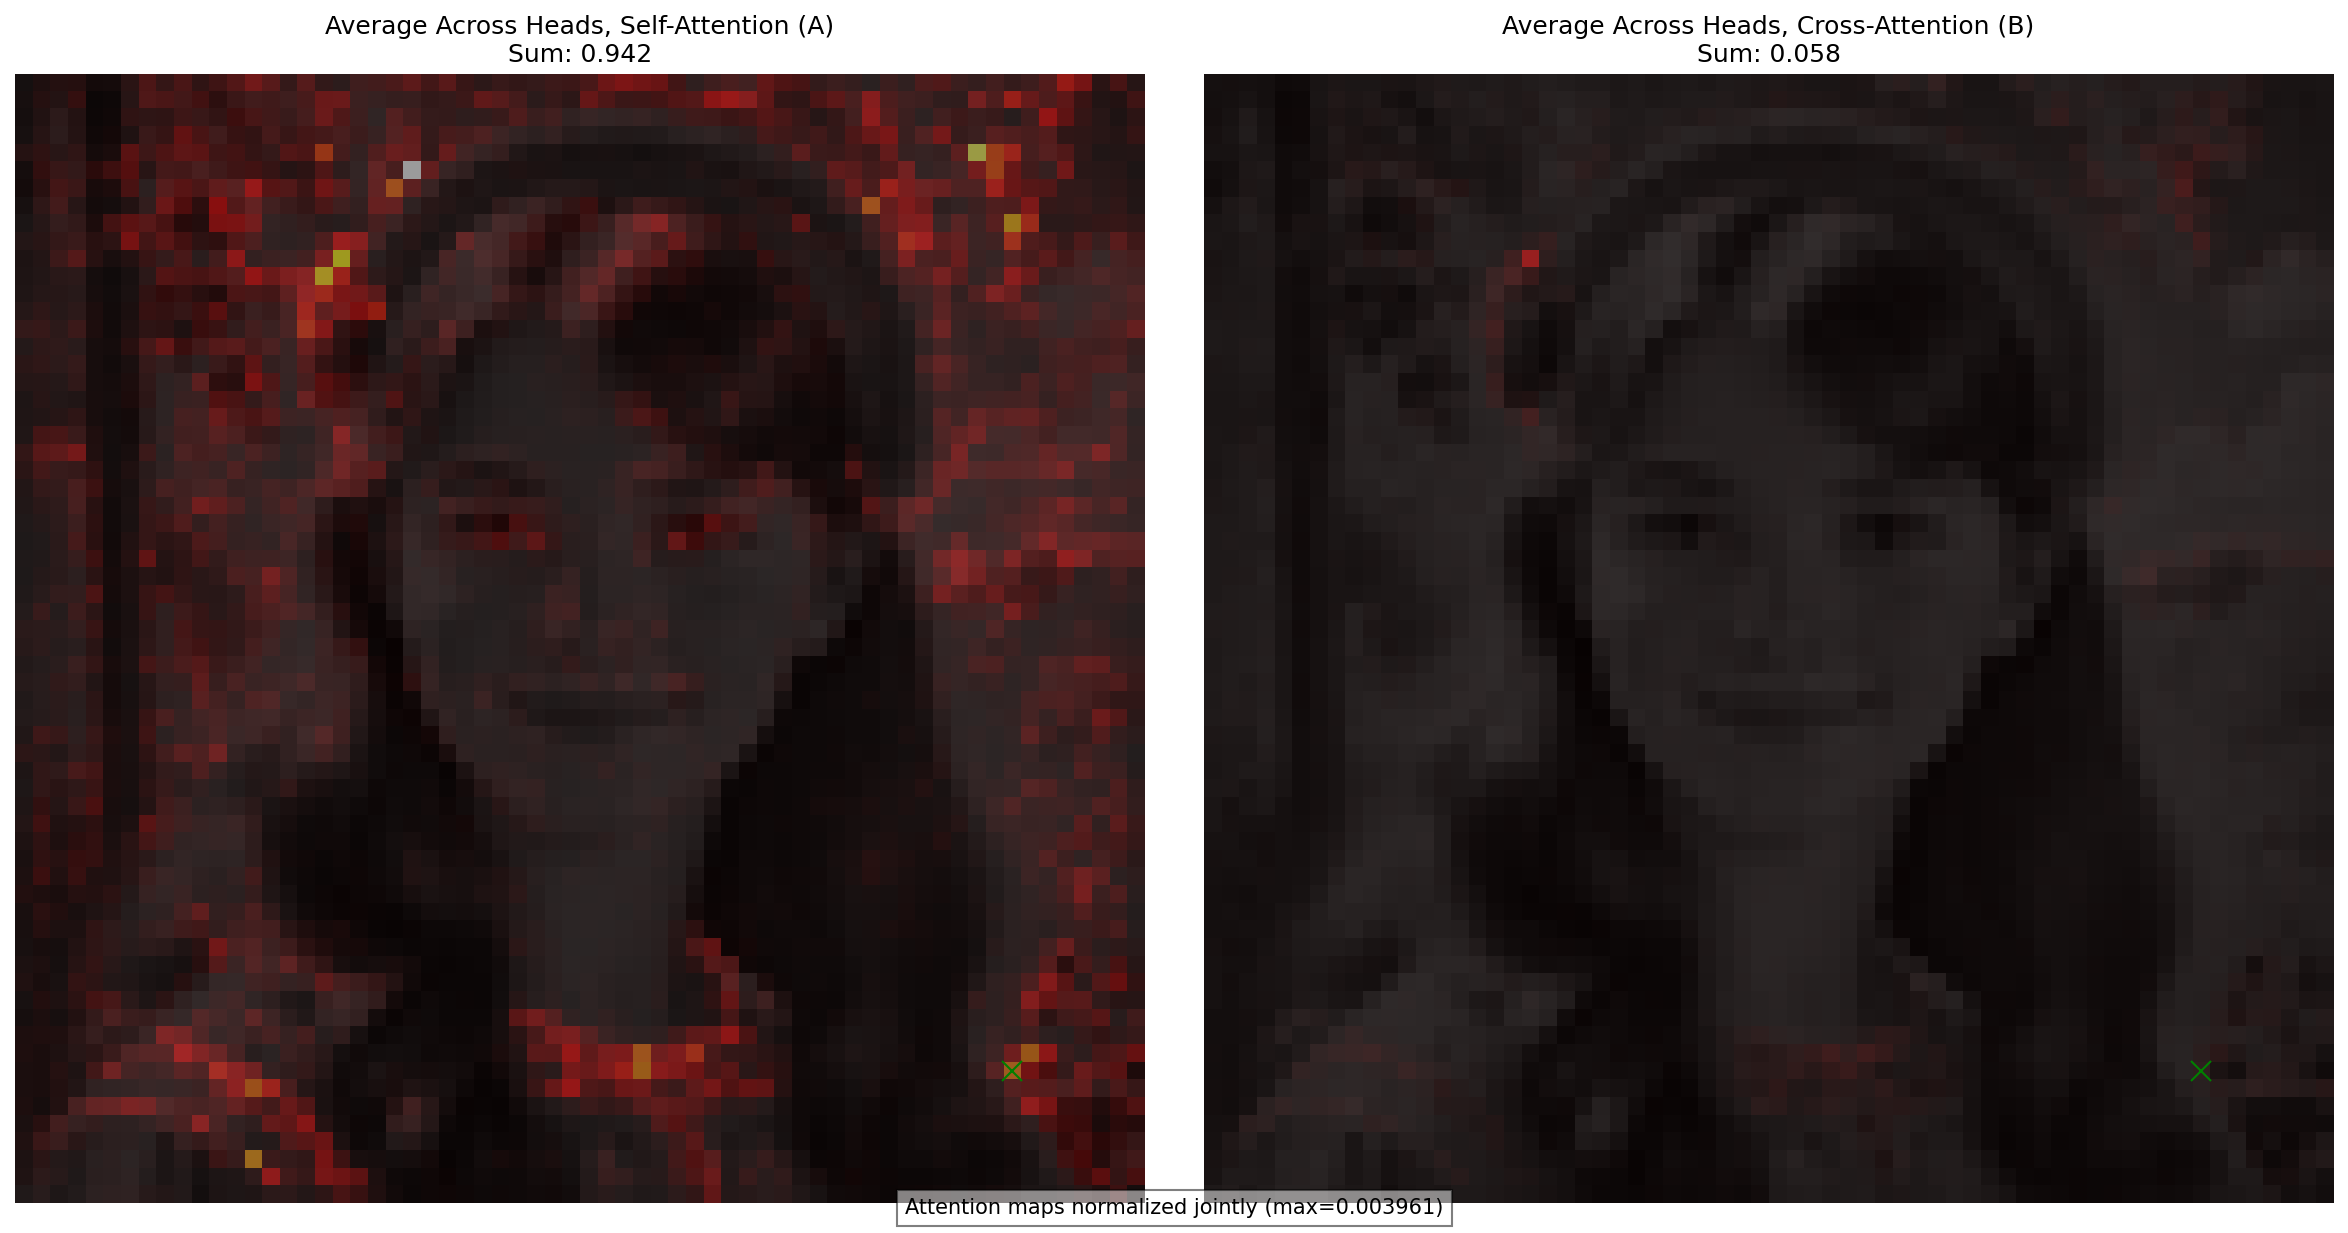 Average Across Heads, Self-Attention (A)
Sum: 0.942
Average Across Heads, Cross-Attention (B)
Sum: 0.058
Attention maps normalized jointly (max=0.003961)